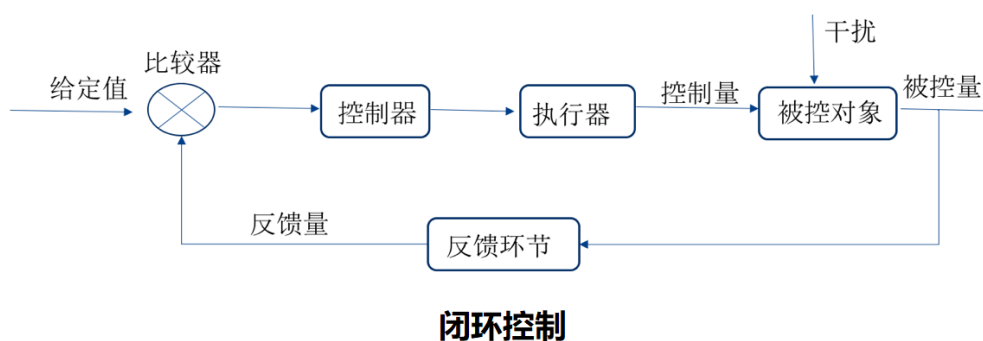 干扰
比较器
给定值
控制量
被控量
控制器
执行器
被控对象
反馈量
反馈环节
闭环控制